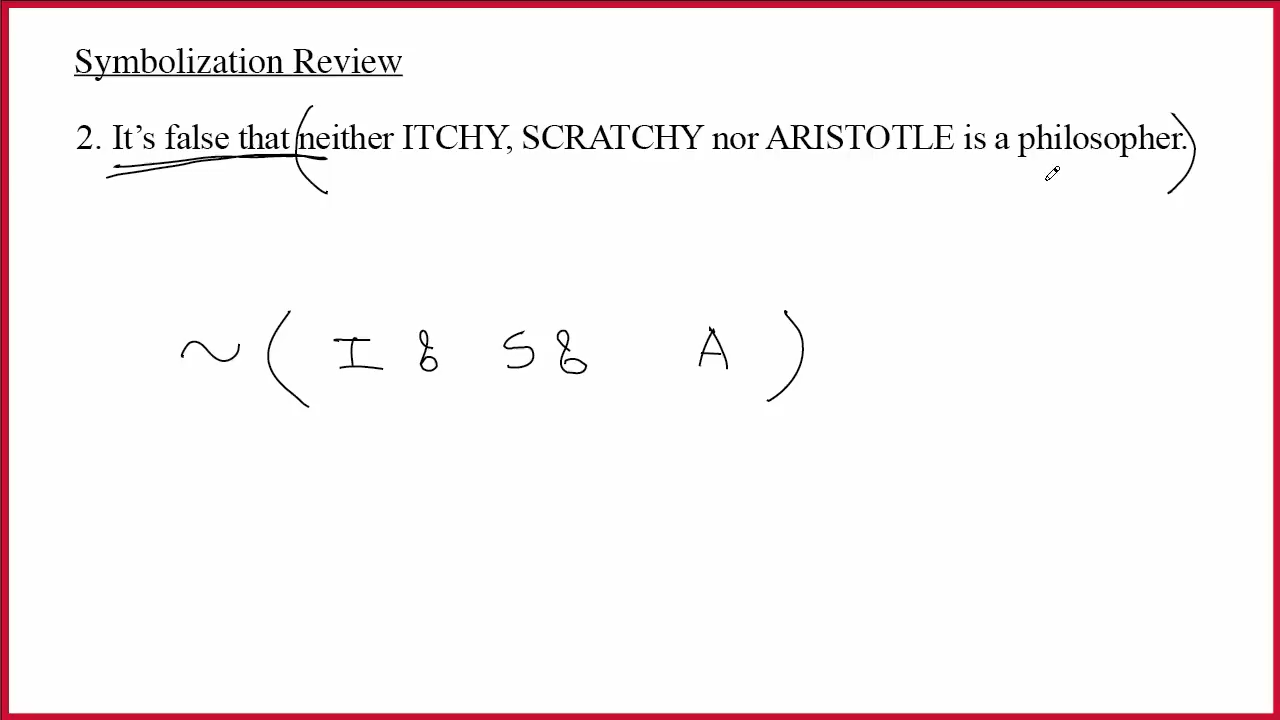 Symbolization Review
2. It’s false that neither ITCHY, SCRATCHY nor ARISTOTLE is a philosopher.
~ ( I & S & A )